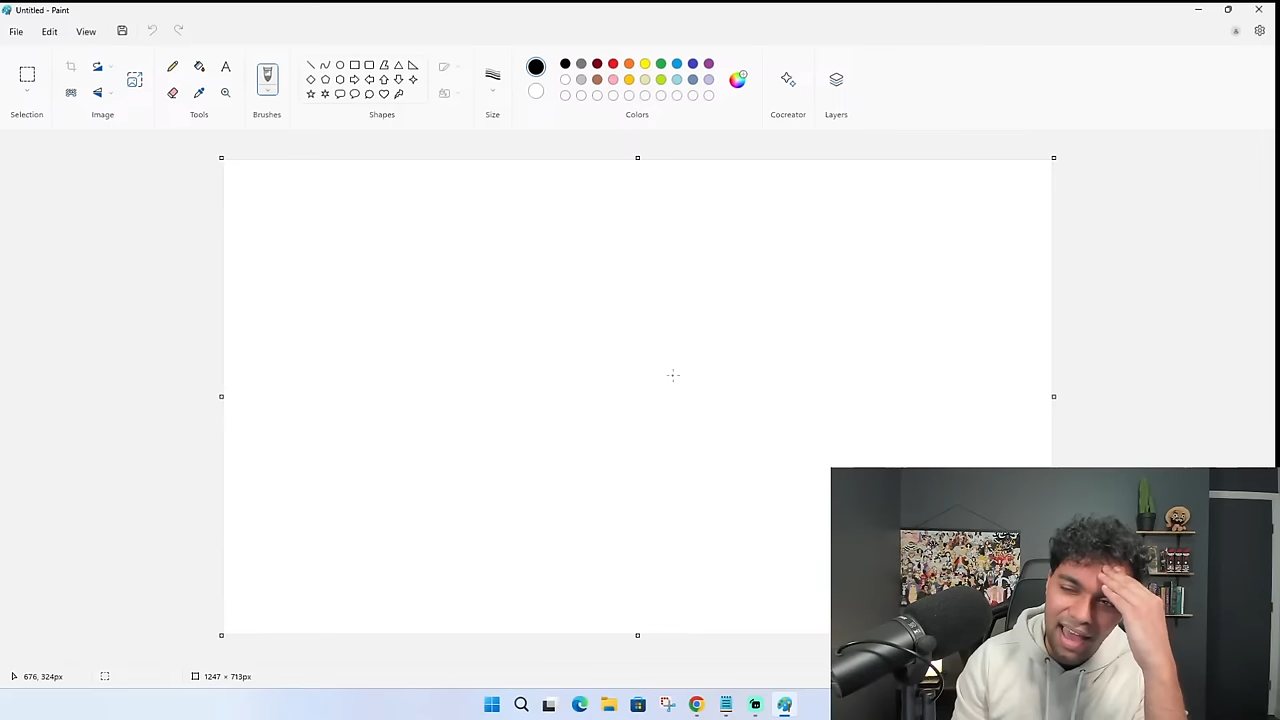 Untitled - Paint
File Edit View
Selection Image Tools Brushes Shapes Size Colors Cocreator Layers
676, 324px 1247 × 713px